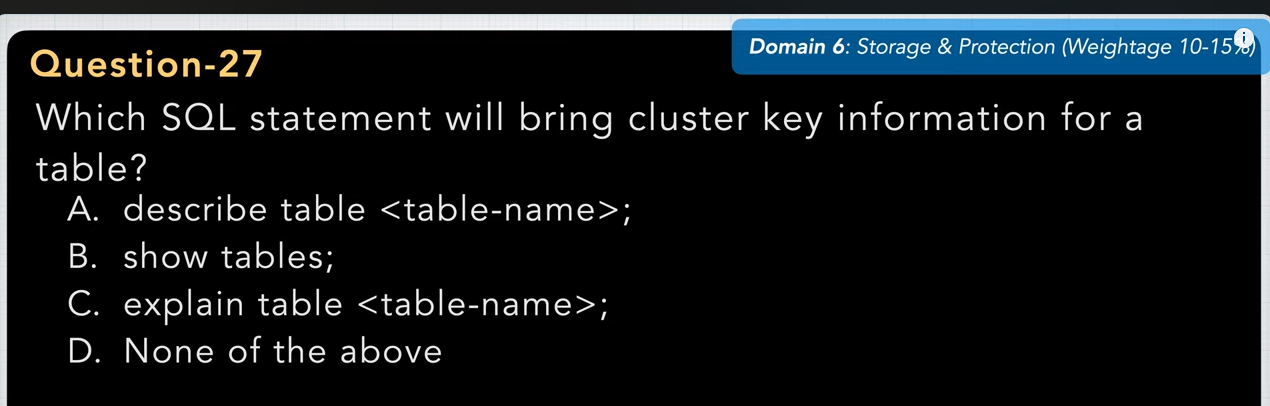 Domain 6: Storage & Protection (Weightage 10-15%)
Question-27
Which SQL statement will bring cluster key information for a
table?
A. describe table <table-name>;
B. show tables;
C. explain table <table-name>;
D. None of the above